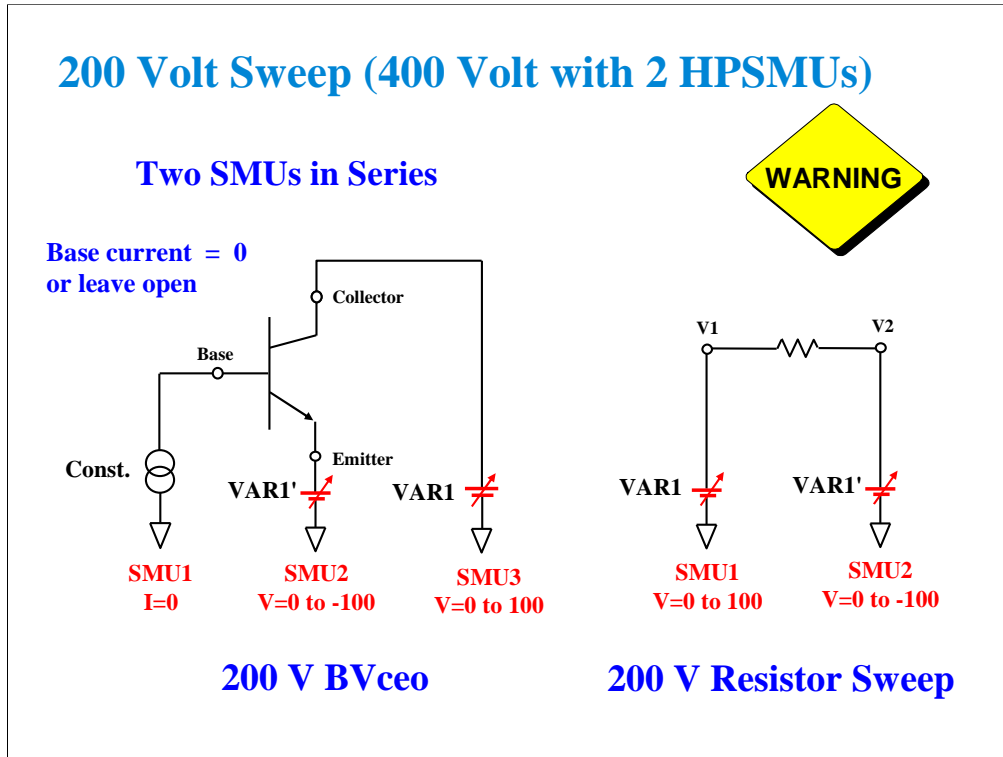 200 Volt Sweep (400 Volt with 2 HPSMUs)
Two SMUs in Series
WARNING
Base current = 0
or leave open
Collector
Base
Const.
Emitter
VAR1'
VAR1
SMU1
I=0
SMU2
V=0 to -100
SMU3
V=0 to 100
200 V BVceo
V1
V2
VAR1
VAR1'
SMU1
V=0 to 100
SMU2
V=0 to -100
200 V Resistor Sweep